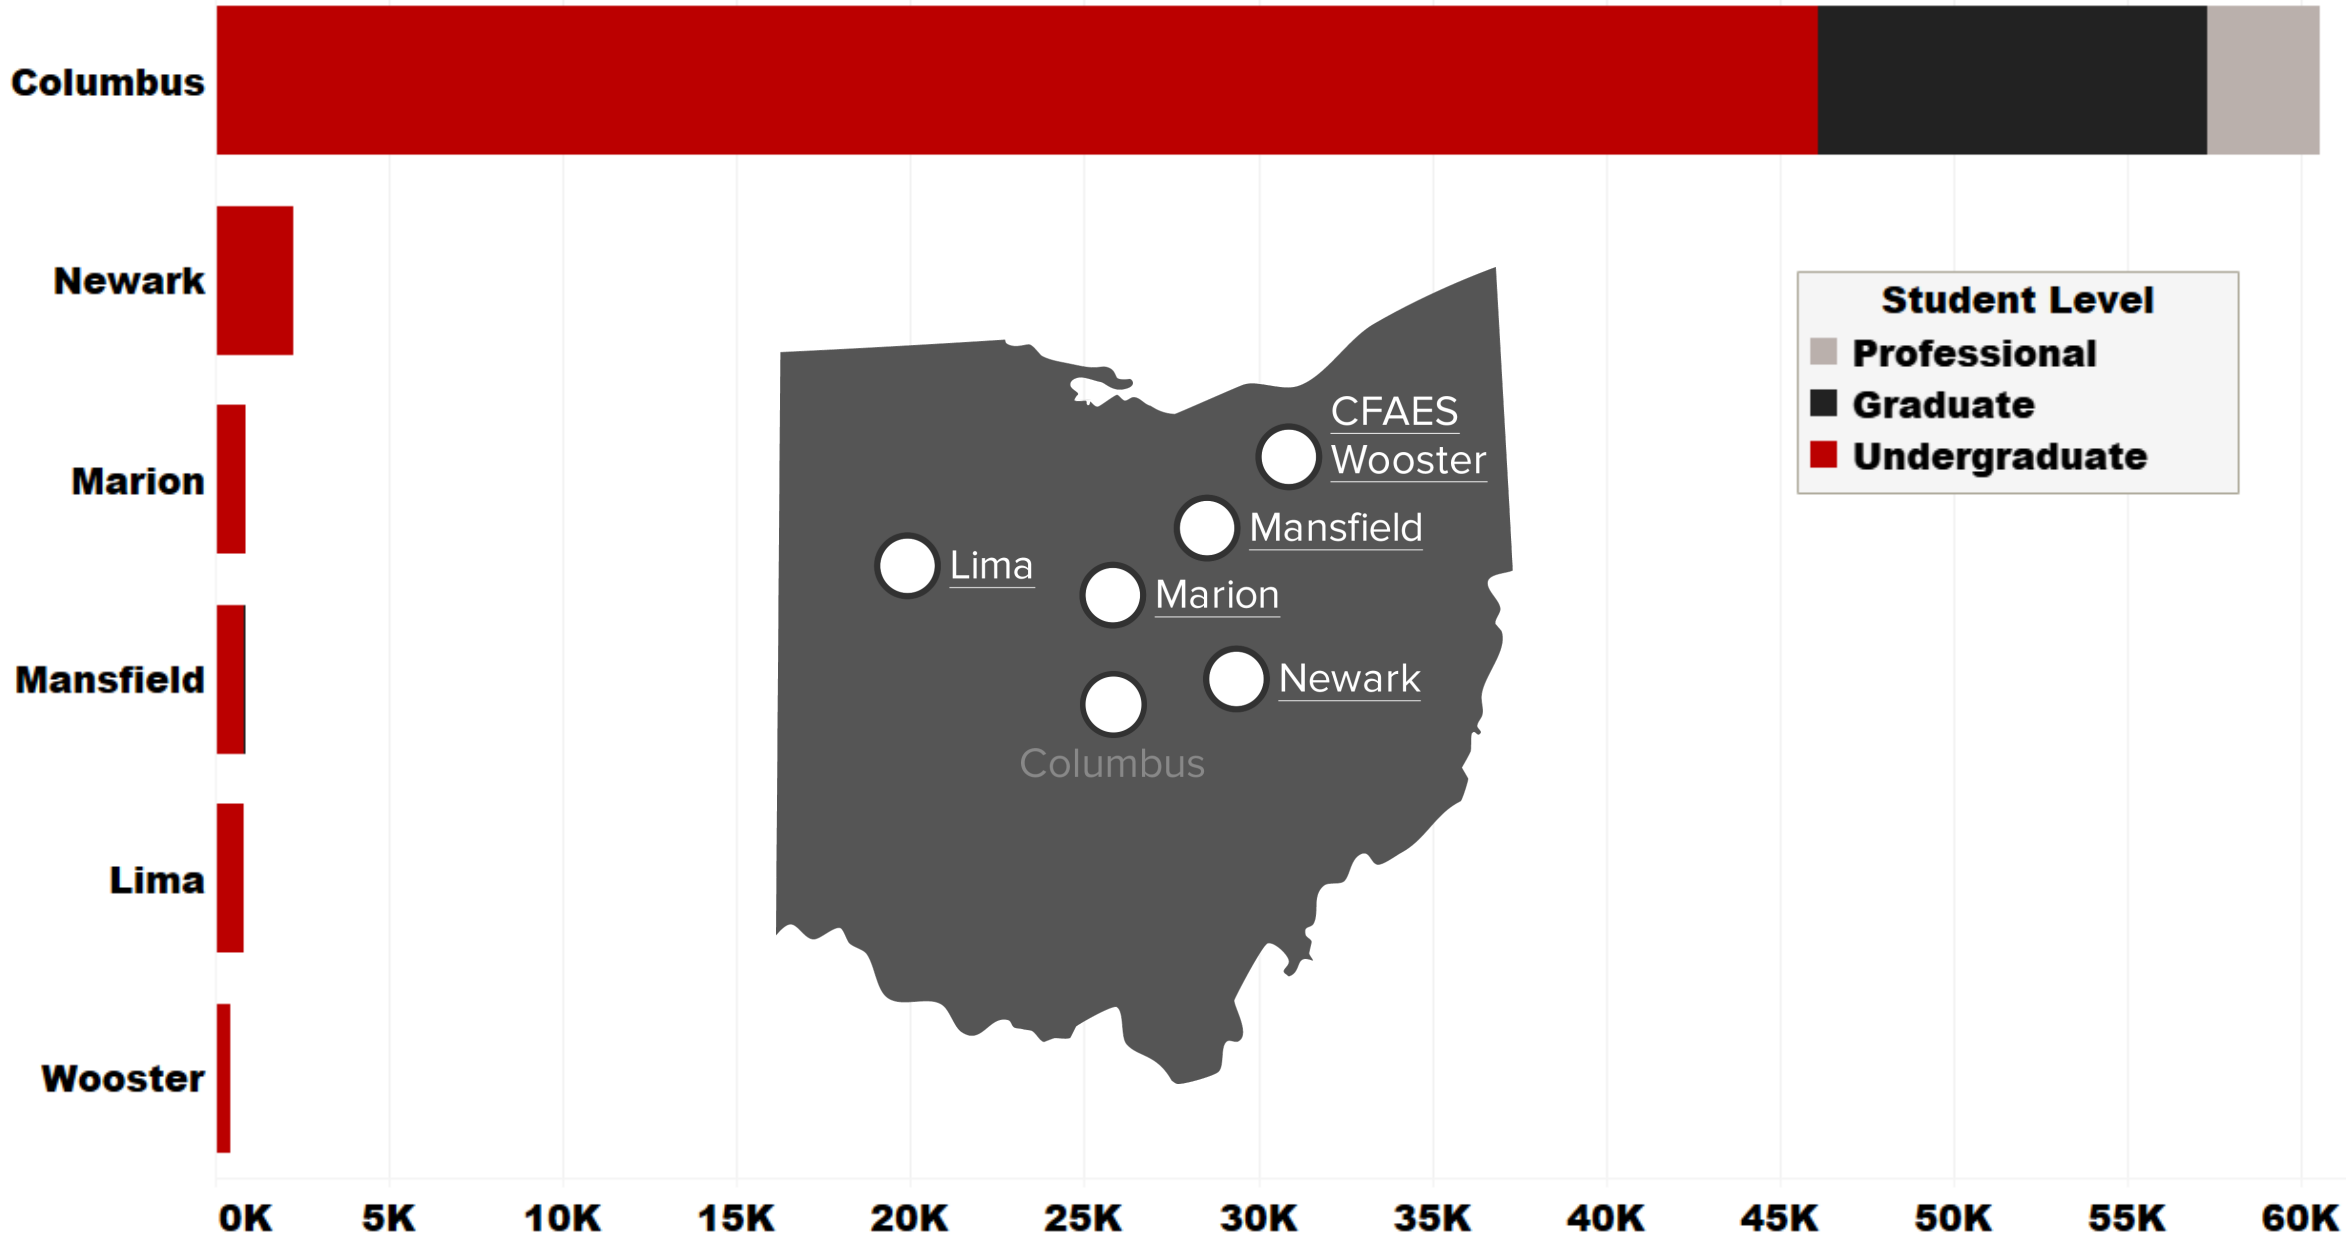 Columbus
Newark
Marion
Mansfield
Lima
Wooster
CFAES
Wooster
Mansfield
Lima
Marion
Newark
Columbus
Student Level
Professional
Graduate
Undergraduate
0K 5K 10K 15K 20K 25K 30K 35K 40K 45K 50K 55K 60K